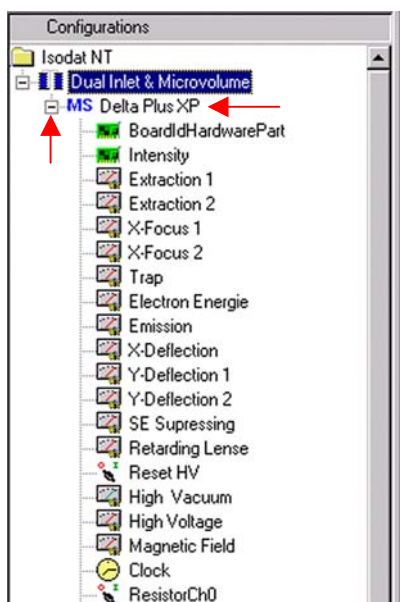 Configurations
Isodat NT
Dual Inlet & Microvolume
MS Delta Plus XP
BoardIdHardwarePart
Intensity
Extraction 1
Extraction 2
X-Focus 1
X-Focus 2
Trap
Electron Energie
Emission
X-Deflection
Y-Deflection 1
Y-Deflection 2
SE Supressing
Retarding Lense
Reset HV
High Vacuum
High Voltage
Magnetic Field
Clock
ResistorCh0